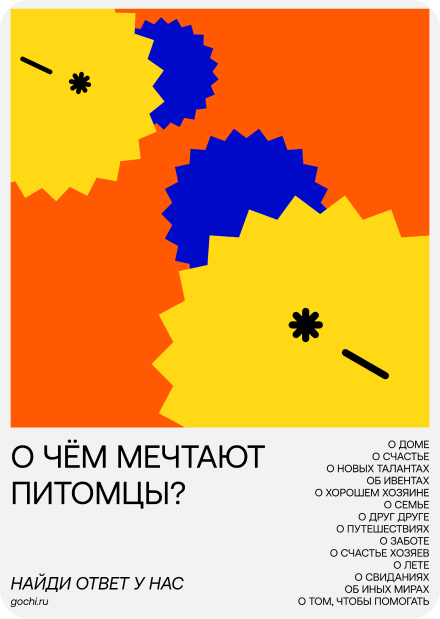 О ЧЁМ МЕЧТАЮТ
ПИТОМЦЫ?
НАЙДИ ОТВЕТ У НАС
gochi.ru
О ДОМЕ
О СЧАСТЬЕ
О НОВЫХ ТАЛАНТАХ
ОБ ИВЕНТАХ
О ХОРОШЕМ ХОЗЯИНЕ
О СЕМЬЕ
О ДРУГ ДРУГЕ
О ПУТЕШЕСТВИЯХ
О ЗАБОТЕ
О СЧАСТЬЕ ХОЗЯЕВ
О ЛЕТЕ
О СВИДАНИЯХ
ОБ ИНЫХ МИРАХ
О ТОМ, ЧТОБЫ ПОМОГАТЬ